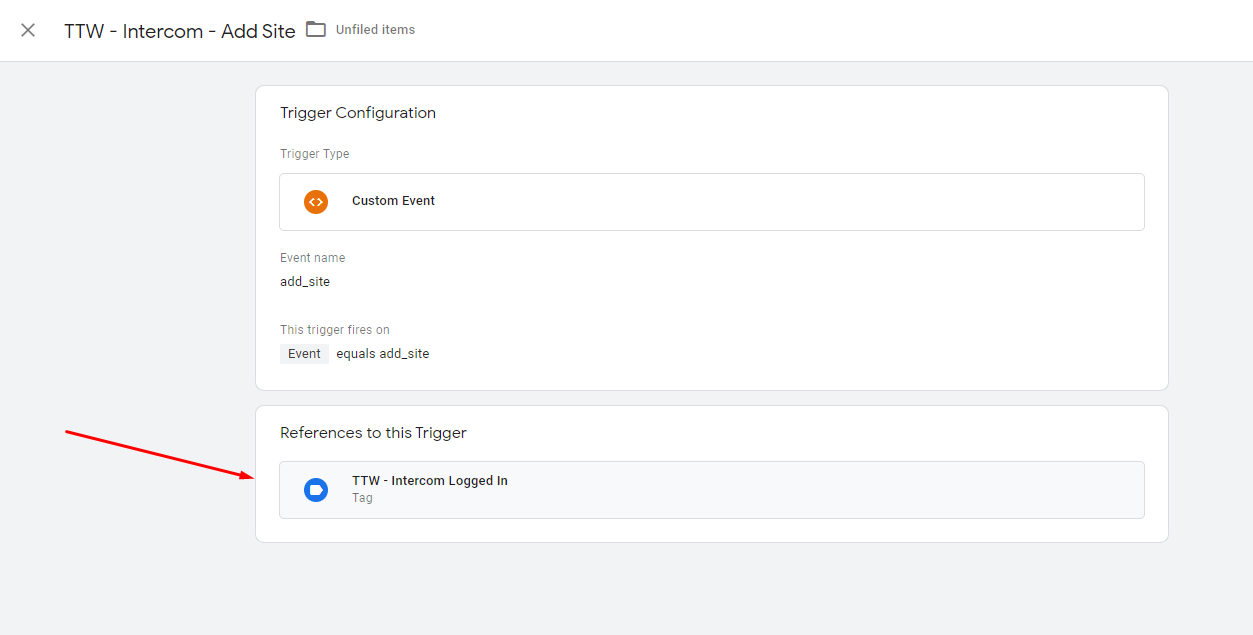 TTW - Intercom - Add Site Unfiled items
Trigger Configuration
Trigger Type
Custom Event
Event name
add_site
This trigger fires on
Event equals add_site
References to this Trigger
TTW - Intercom Logged In
Tag